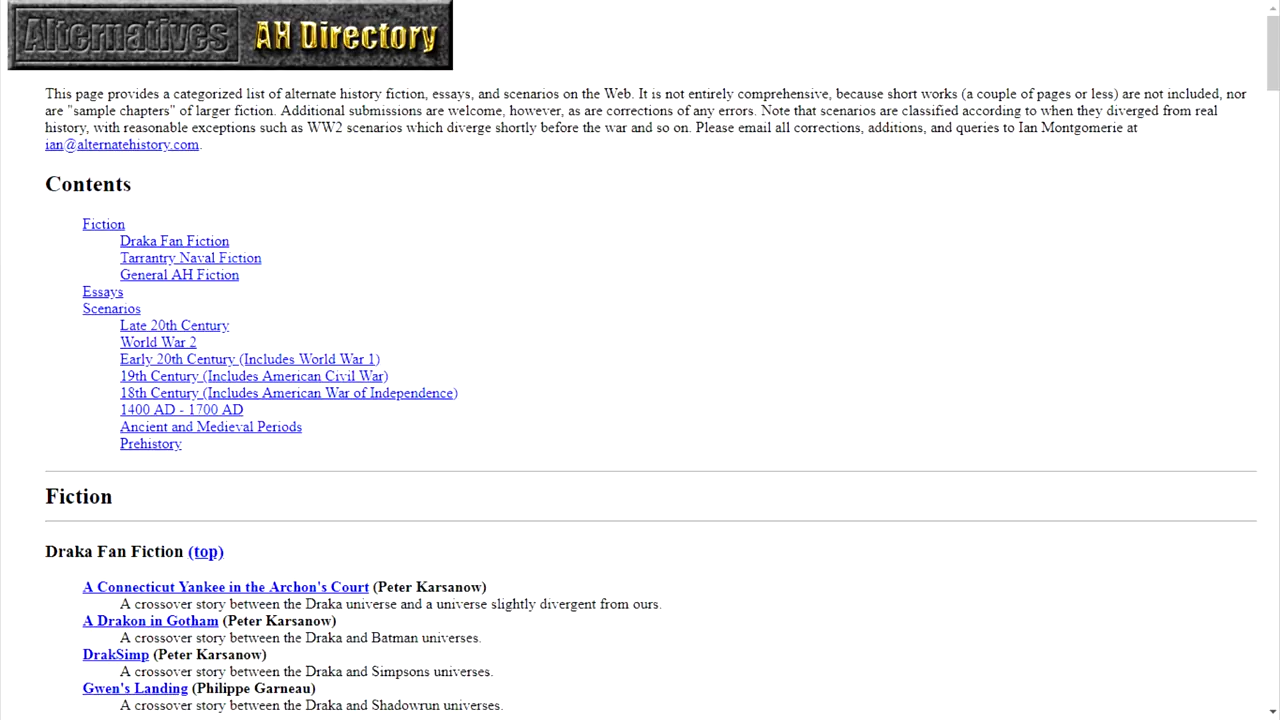 Alternatives AH Directory
This page provides a categorized list of alternate history fiction, essays, and scenarios on the Web. It is not entirely comprehensive, because short works (a couple of pages or less) are not included, nor
are "sample chapters" of larger fiction. Additional submissions are welcome, however, as are corrections of any errors. Note that scenarios are classified according to when they diverged from real
history, with reasonable exceptions such as WW2 scenarios which diverge shortly before the war and so on. Please email all corrections, additions, and queries to Ian Montgomerie at
ian@alternatehistory.com.
Contents
Fiction
Draka Fan Fiction
Tarrantry Naval Fiction
General AH Fiction
Essays
Scenarios
Late 20th Century
World War 2
Early 20th Century (Includes World War 1)
19th Century (Includes American Civil War)
18th Century (Includes American War of Independence)
1400 AD - 1700 AD
Ancient and Medieval Periods
Prehistory
Fiction
Draka Fan Fiction (top)
A Connecticut Yankee in the Archon's Court (Peter Karsanow)
A crossover story between the Draka universe and a universe slightly divergent from ours.
A Drakon in Gotham (Peter Karsanow)
A crossover story between the Draka and Batman universes.
DrakSimp (Peter Karsanow)
A crossover story between the Draka and Simpsons universes.
Gwen's Landing (Philippe Garneau)
A crossover story between the Draka and Shadowrun universes.